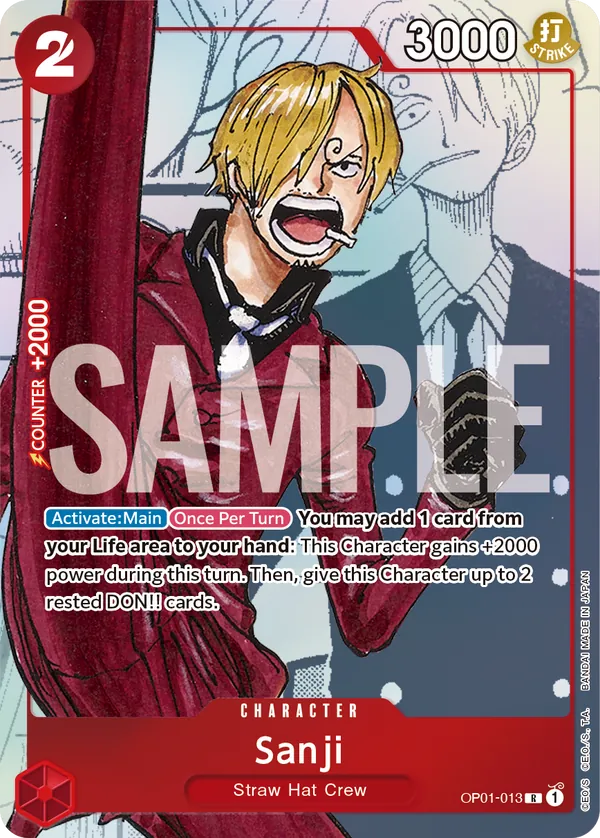 2
3000
打
STRIKE
COUNTER +2000
SAMPLE
Activate:Main Once Per Turn You may add 1 card from
your Life area to your hand: This Character gains +2000
power during this turn. Then, give this Character up to 2
rested DON!! cards.
CHARACTER
Sanji
Straw Hat Crew
OP01-013 R 1
©EO/S ©E.O./S., T.A. BANDAI MADE IN JAPAN